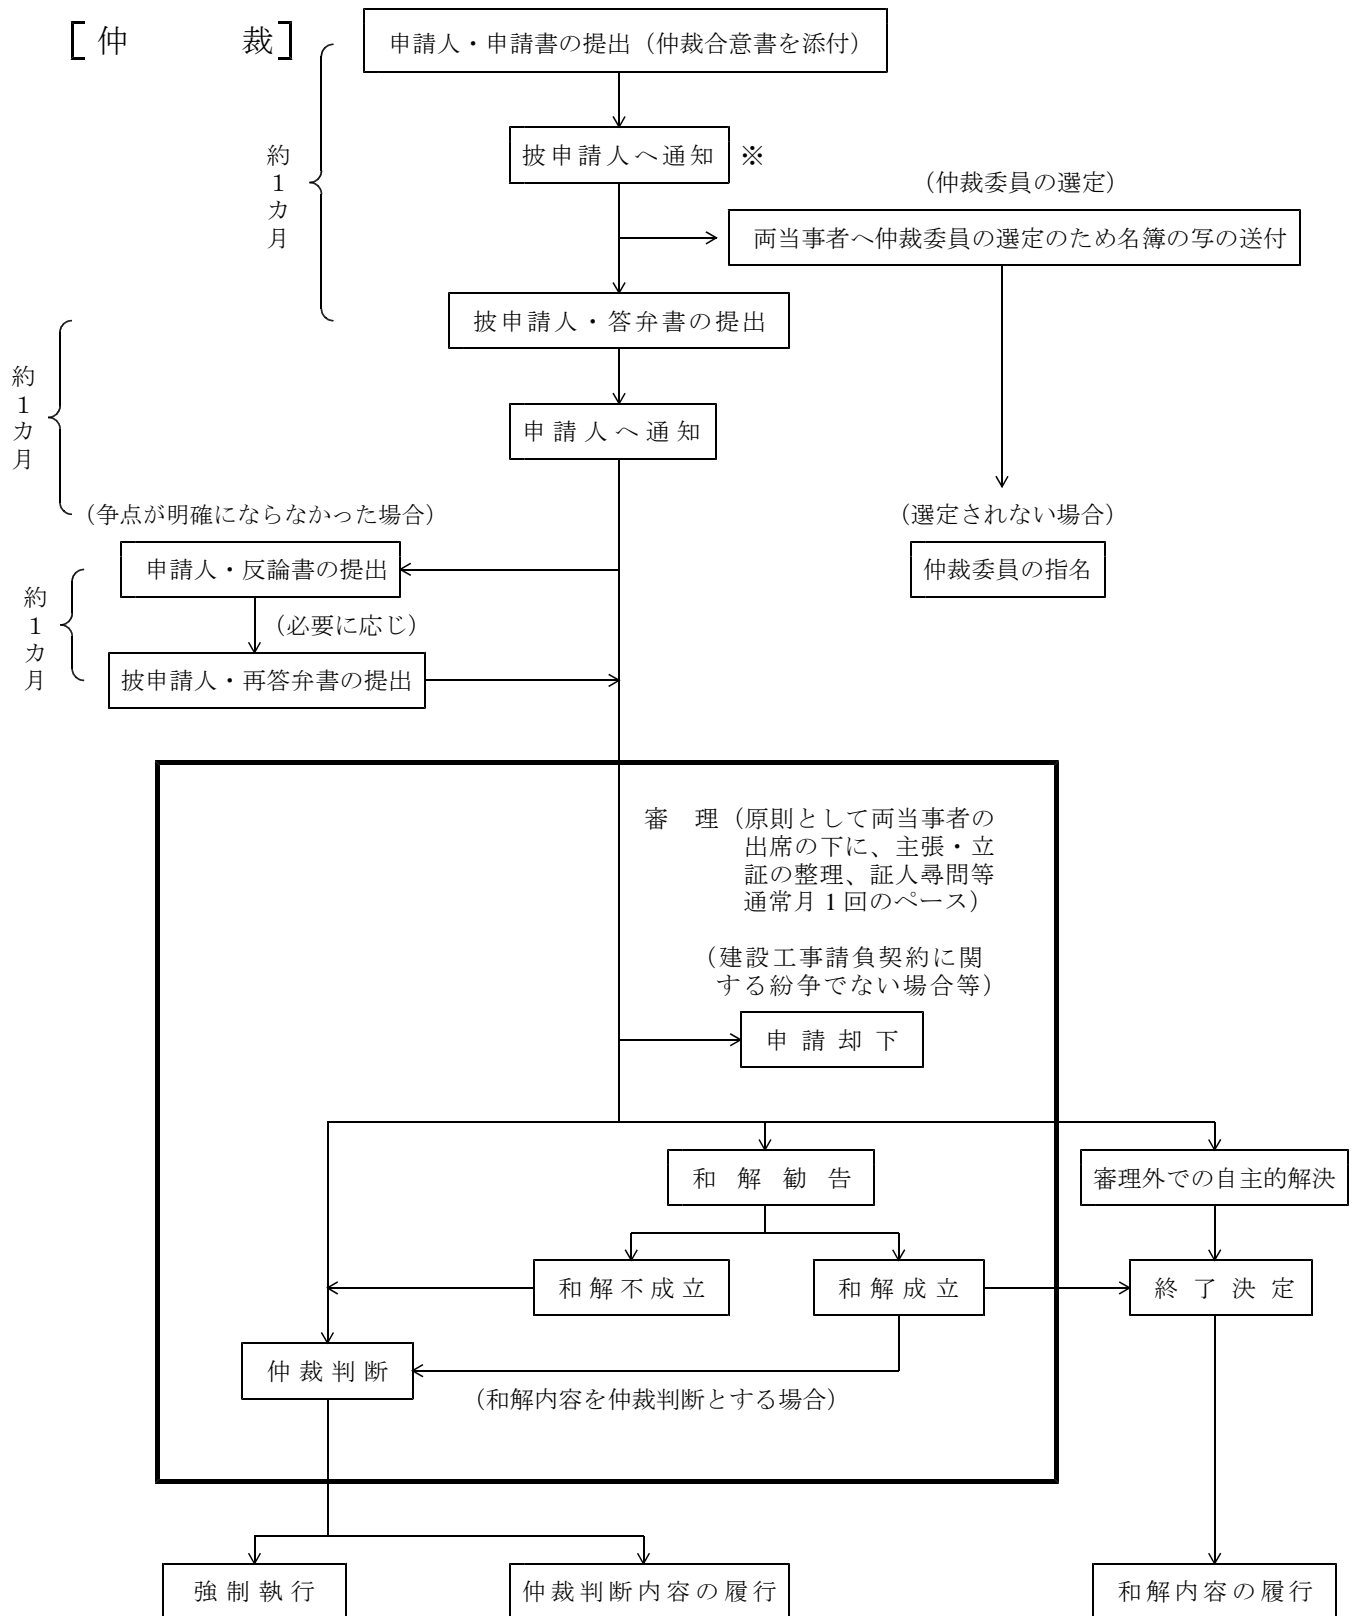 ［仲　裁］
申請人・申請書の提出（仲裁合意書を添付）
約1カ月
披申請人へ通知 ※
（仲裁委員の選定）
両当事者へ仲裁委員の選定のため名簿の写の送付
披申請人・答弁書の提出
約1カ月
申請人へ通知
（争点が明確にならなかった場合）
（選定されない場合）
申請人・反論書の提出
仲裁委員の指名
約1カ月
（必要に応じ）
披申請人・再答弁書の提出
審　理（原則として両当事者の
出席の下に、主張・立
証の整理、証人尋問等
通常月1回のペース）
（建設工事請負契約に関
する紛争でない場合等）
申請却下
和解勧告
審理外での自主的解決
和解不成立
和解成立
終了決定
仲裁判断
（和解内容を仲裁判断とする場合）
強制執行
仲裁判断内容の履行
和解内容の履行